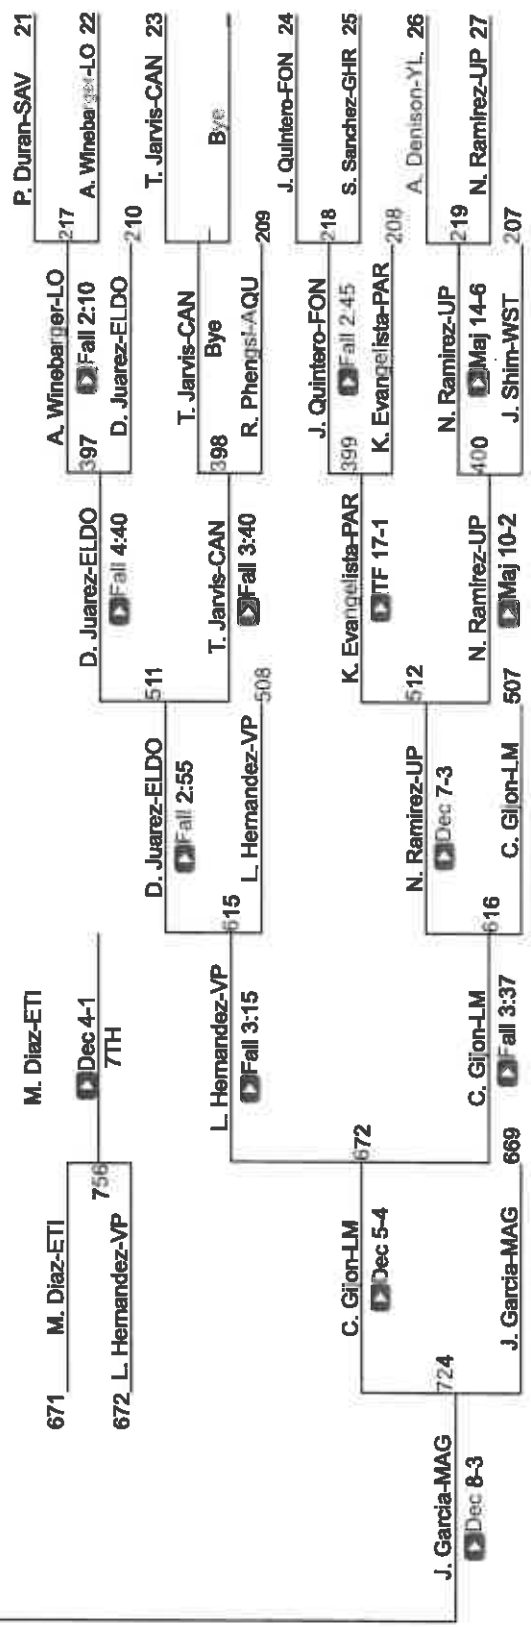 P. Duran-SAV 21
217
A. Winebarger-LO 22
A. Winebarger-LO
Fall 2:10
397
D. Juarez-ELDO 210
D. Juarez-ELDO
Fall 4:40
T. Jarvis-CAN 23
Bye
T. Jarvis-CAN
Bye
398
R. Phengsi-AQU 209
T. Jarvis-CAN
Fall 3:40
511
D. Juarez-ELDO
Fall 2:55
615
L. Hernandez-VP 508
L. Hernandez-VP
Fall 3:15
J. Quintero-FON 24
218
S. Sanchez-GHR 25
J. Quintero-FON
Fall 2:45
399
K. Evangelista-PAR 208
K. Evangelista-PAR
TF 17-1
A. Denison-YL. 26
219
N. Ramirez-UP 27
N. Ramirez-UP
Maj 14-6
400
J. Shim-WST 207
N. Ramirez-UP
Maj 10-2
512
N. Ramirez-UP
Dec 7-3
616
C. Gijon-LM 507
C. Gijon-LM
Fall 3:37
672
C. Gijon-LM
Dec 5-4
724
J. Garcia-MAG 669
J. Garcia-MAG
Dec 8-3
671 M. Diaz-ETI
756
672 L. Hernandez-VP
M. Diaz-ETI
Dec 4-1
7TH